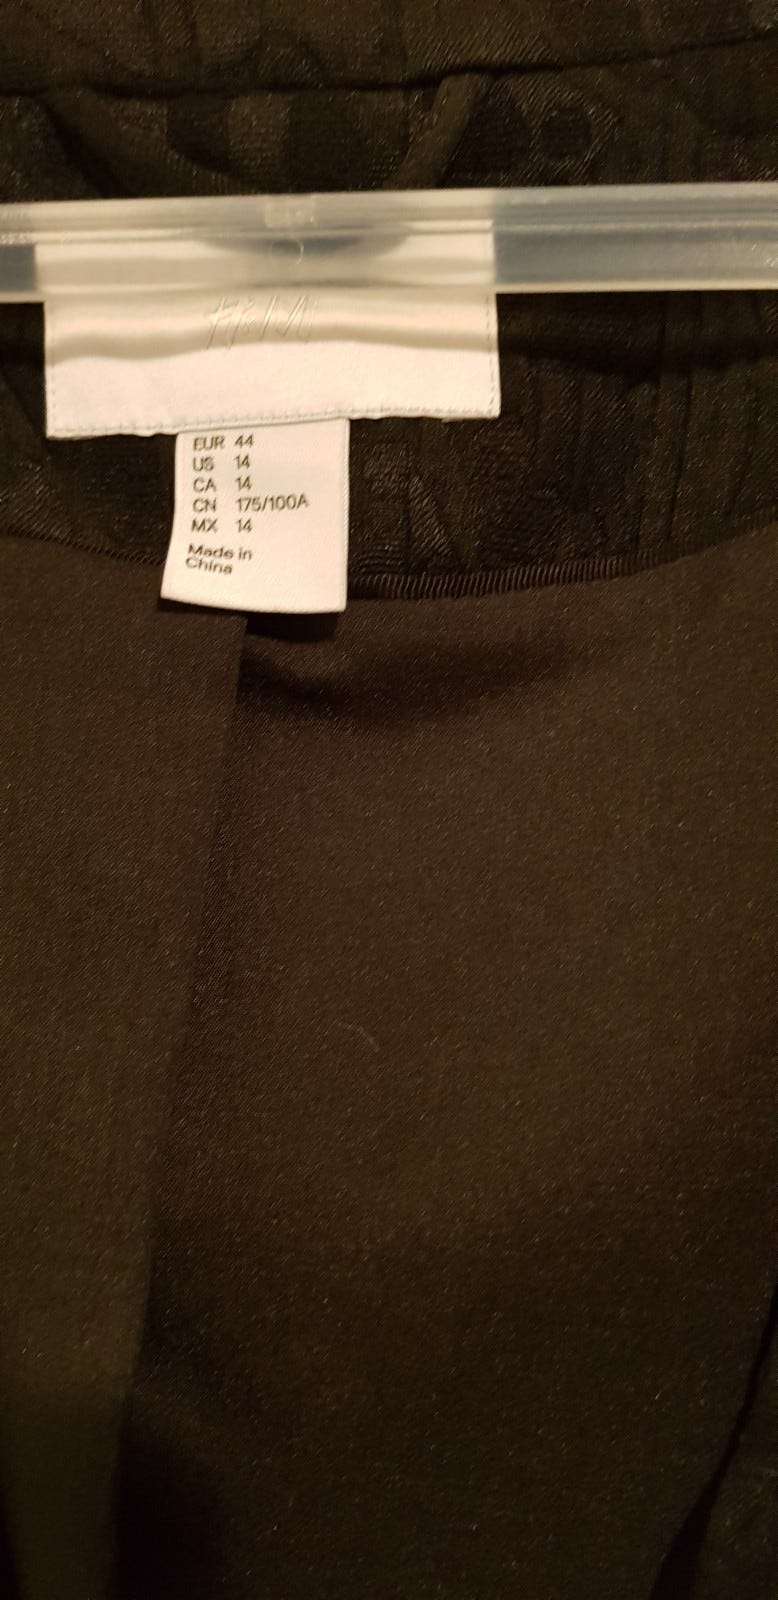 H&M
EUR 44
US 14
CA 14
CN 175/100A
MX 14
Made in
China